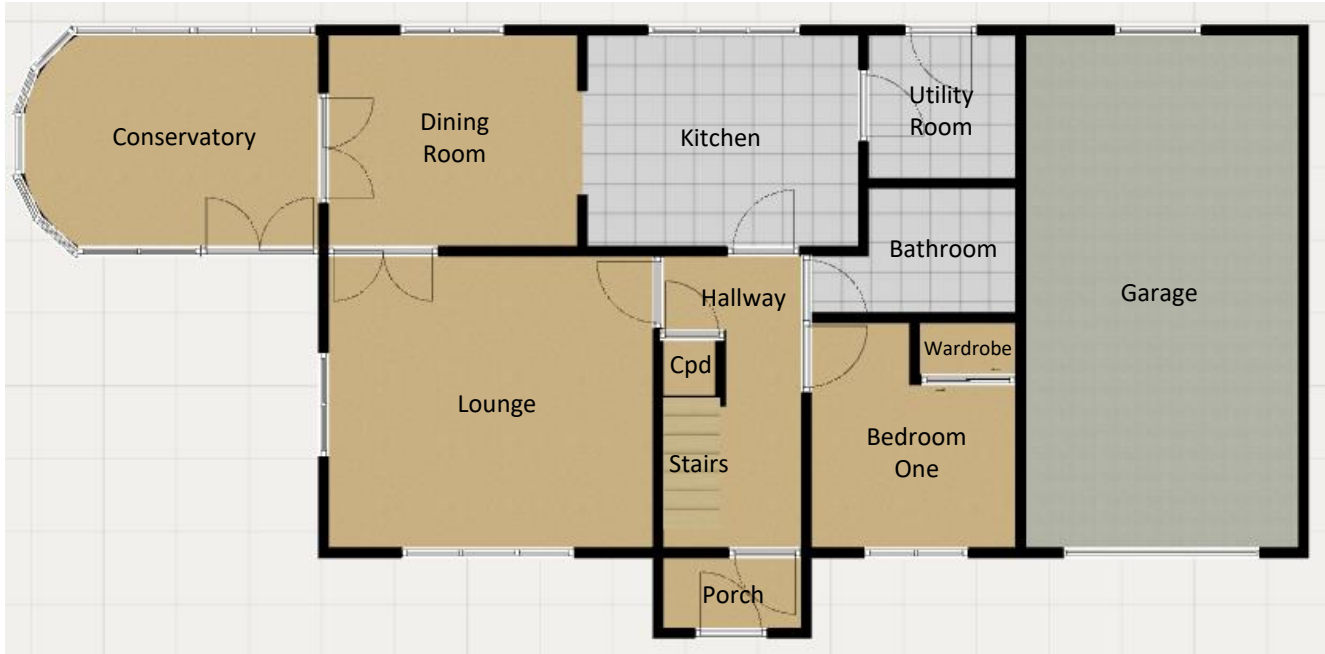 Conservatory
Dining
Room
Kitchen
Utility
Room
Bathroom
Garage
Hallway
Cpd
Wardrobe
Lounge
Stairs
Bedroom
One
Porch